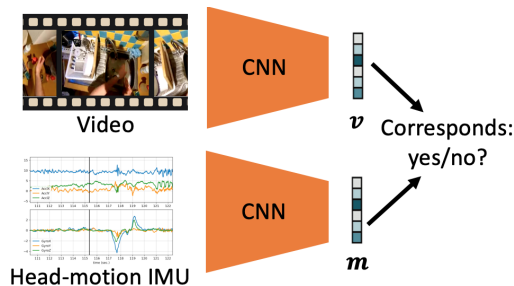 CNN
v
Video
Corresponds:
yes/no?
CNN
m
Head-motion IMU